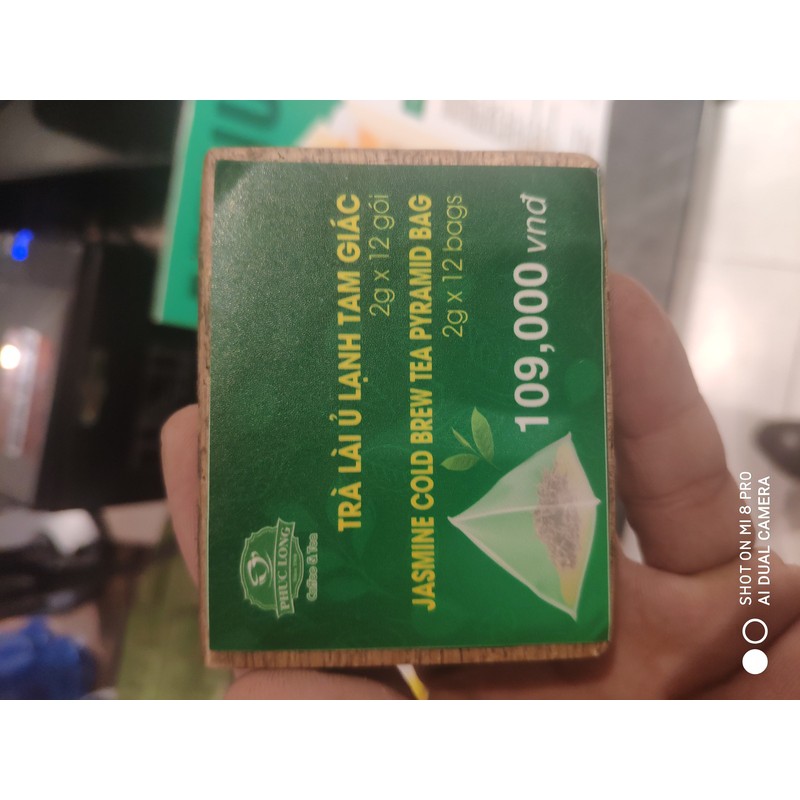 PHUC LONG
Coffee & Tea
TRÀ LÀI Ủ LẠNH TAM GIÁC
2g x 12 gói
JASMINE COLD BREW TEA PYRAMID BAG
2g x 12 bags
109,000 vnđ
SHOT ON MI 8 PRO
AI DUAL CAMERA